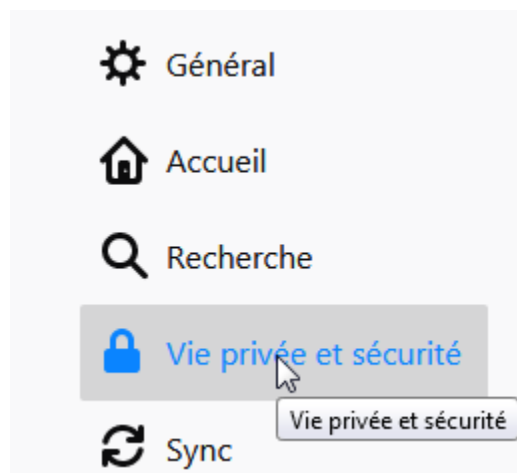 Général
Accueil
Recherche
Vie privée et sécurité
Vie privée et sécurité
Sync